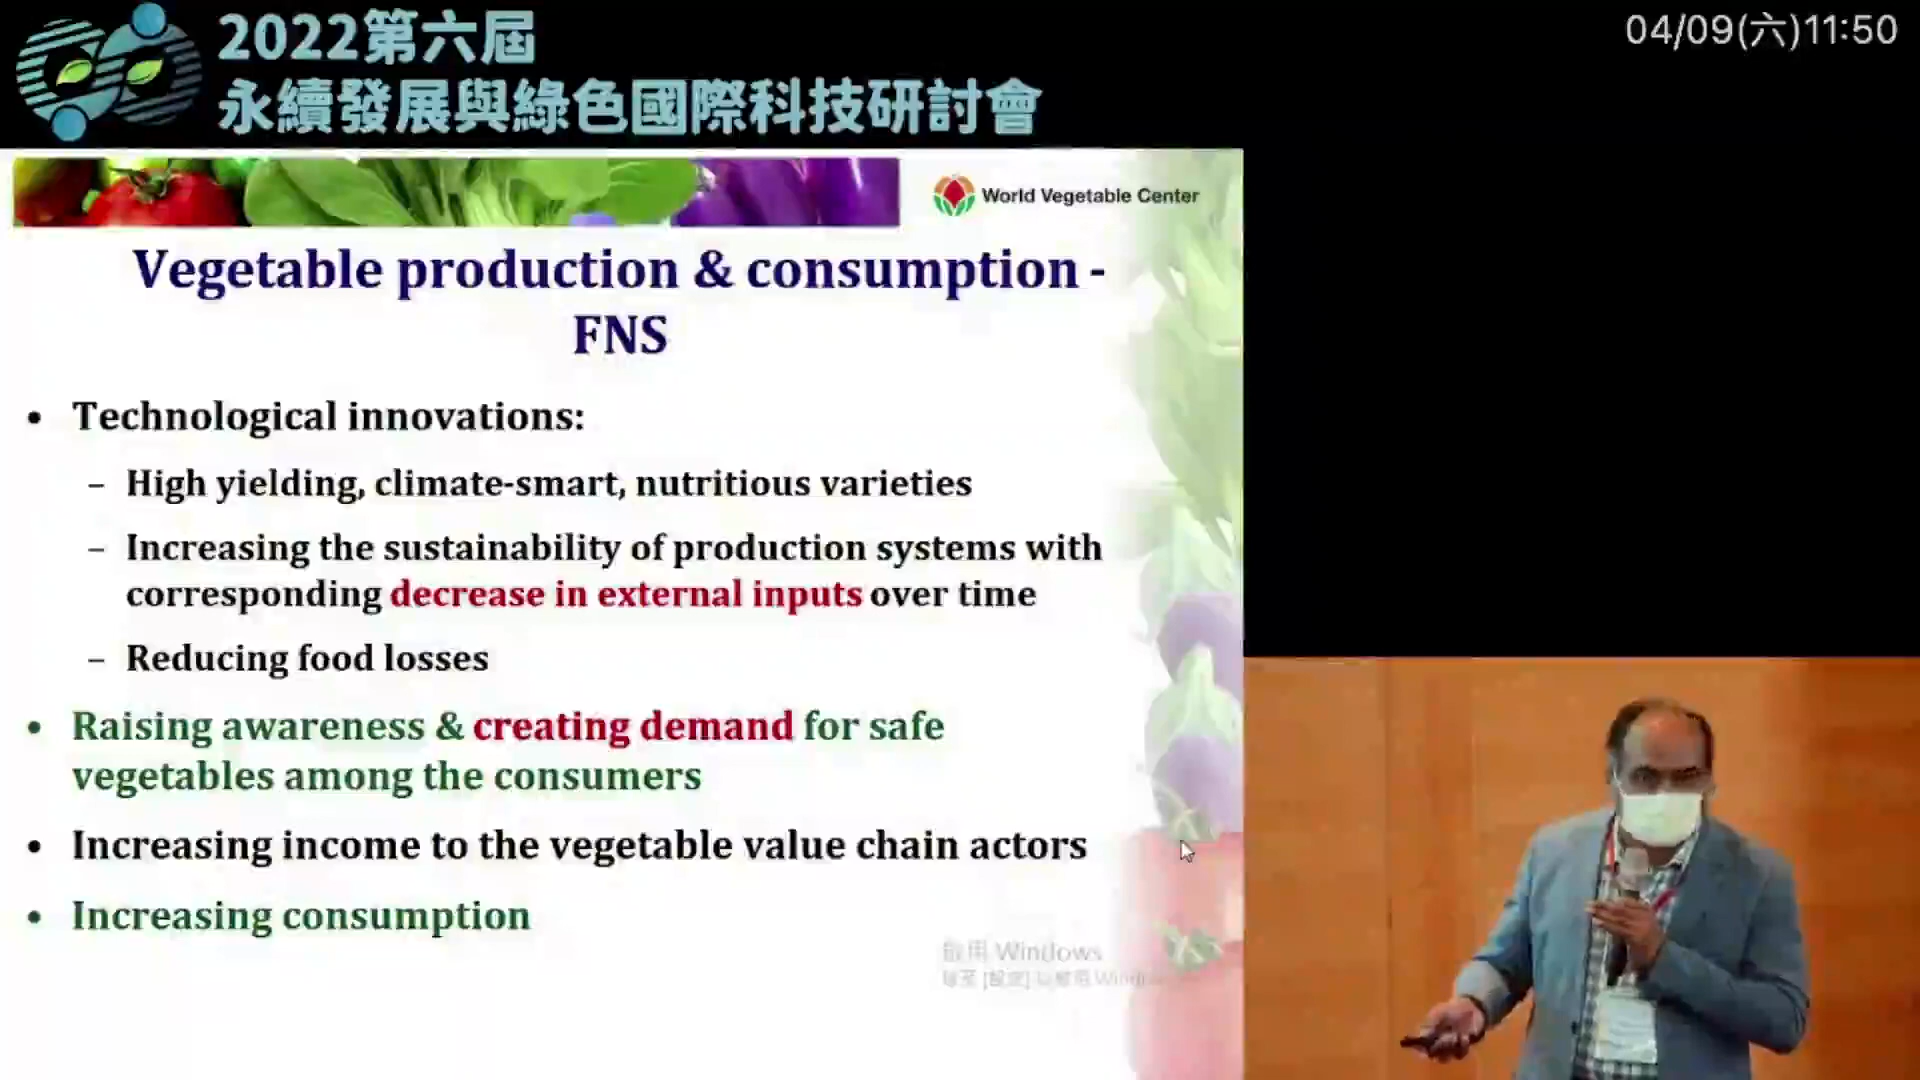 2022第六屆
永續發展與綠色國際科技研討會
04/09(六)11:50
World Vegetable Center
Vegetable production & consumption -
FNS
• Technological innovations:
– High yielding, climate-smart, nutritious varieties
– Increasing the sustainability of production systems with
corresponding decrease in external inputs over time
– Reducing food losses
• Raising awareness & creating demand for safe
vegetables among the consumers
• Increasing income to the vegetable value chain actors
• Increasing consumption
啟用 Windows